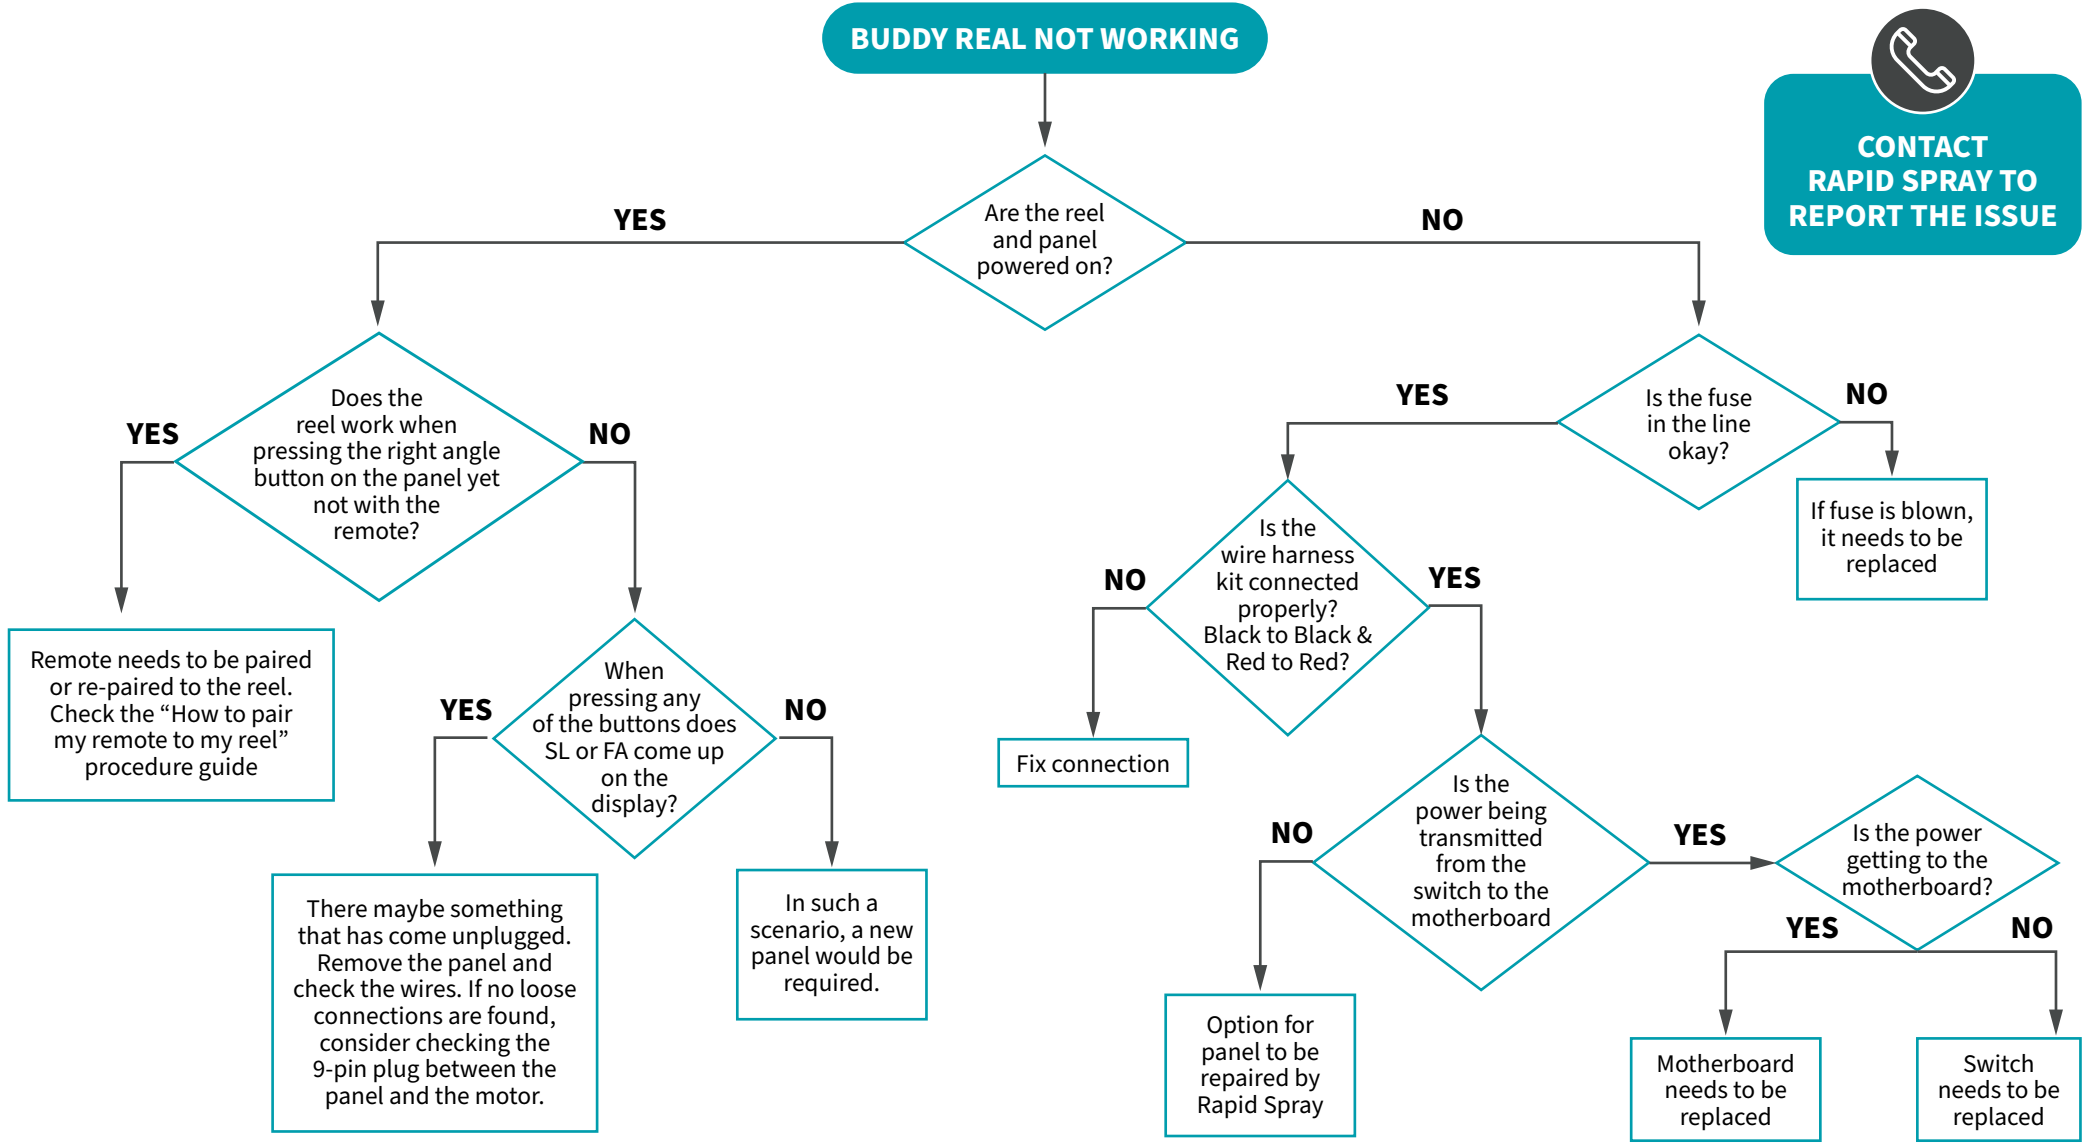 BUDDY REAL NOT WORKING
CONTACT
RAPID SPRAY TO
REPORT THE ISSUE
YES
Are the reel
and panel
powered on?
NO
YES
Does the
reel work when
pressing the right angle
button on the panel yet
not with the
remote?
NO
YES
Is the fuse
in the line
okay?
NO
Remote needs to be paired
or re-paired to the reel.
Check the “How to pair
my remote to my reel”
procedure guide
YES
When
pressing any
of the buttons does
SL or FA come up
on the
display?
NO
NO
Is the
wire harness
kit connected
properly?
Black to Black &
Red to Red?
YES
If fuse is blown,
it needs to be
replaced
There maybe something
that has come unplugged.
Remove the panel and
check the wires. If no loose
connections are found,
consider checking the
9-pin plug between the
panel and the motor.
In such a
scenario, a new
panel would be
required.
Fix connection
NO
Is the
power being
transmitted
from the
switch to the
motherboard
YES
Is the power
getting to the
motherboard?
YES
NO
Option for
panel to be
repaired by
Rapid Spray
Motherboard
needs to be
replaced
Switch
needs to be
replaced